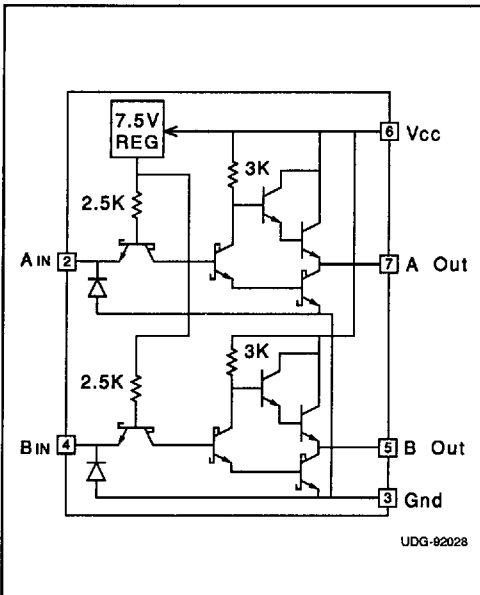 7.5V
REG
6 Vcc
3K
2.5K
A IN 2
7 A Out
3K
2.5K
B IN 4
5 B Out
3 Gnd
UDG-92028